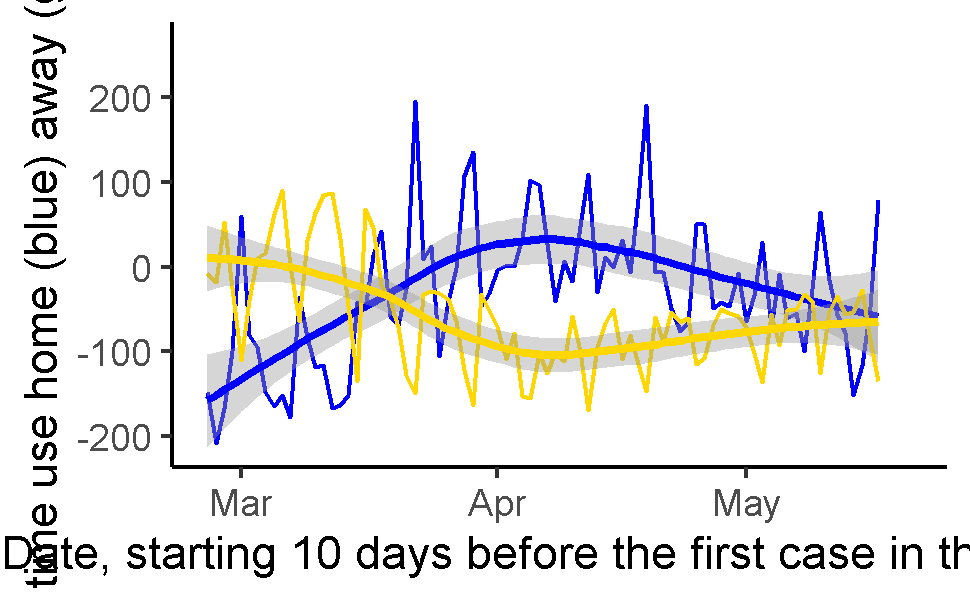 time use home (blue) away (
200
100
0
-100
-200
Mar Apr May
Date, starting 10 days before the first case in th